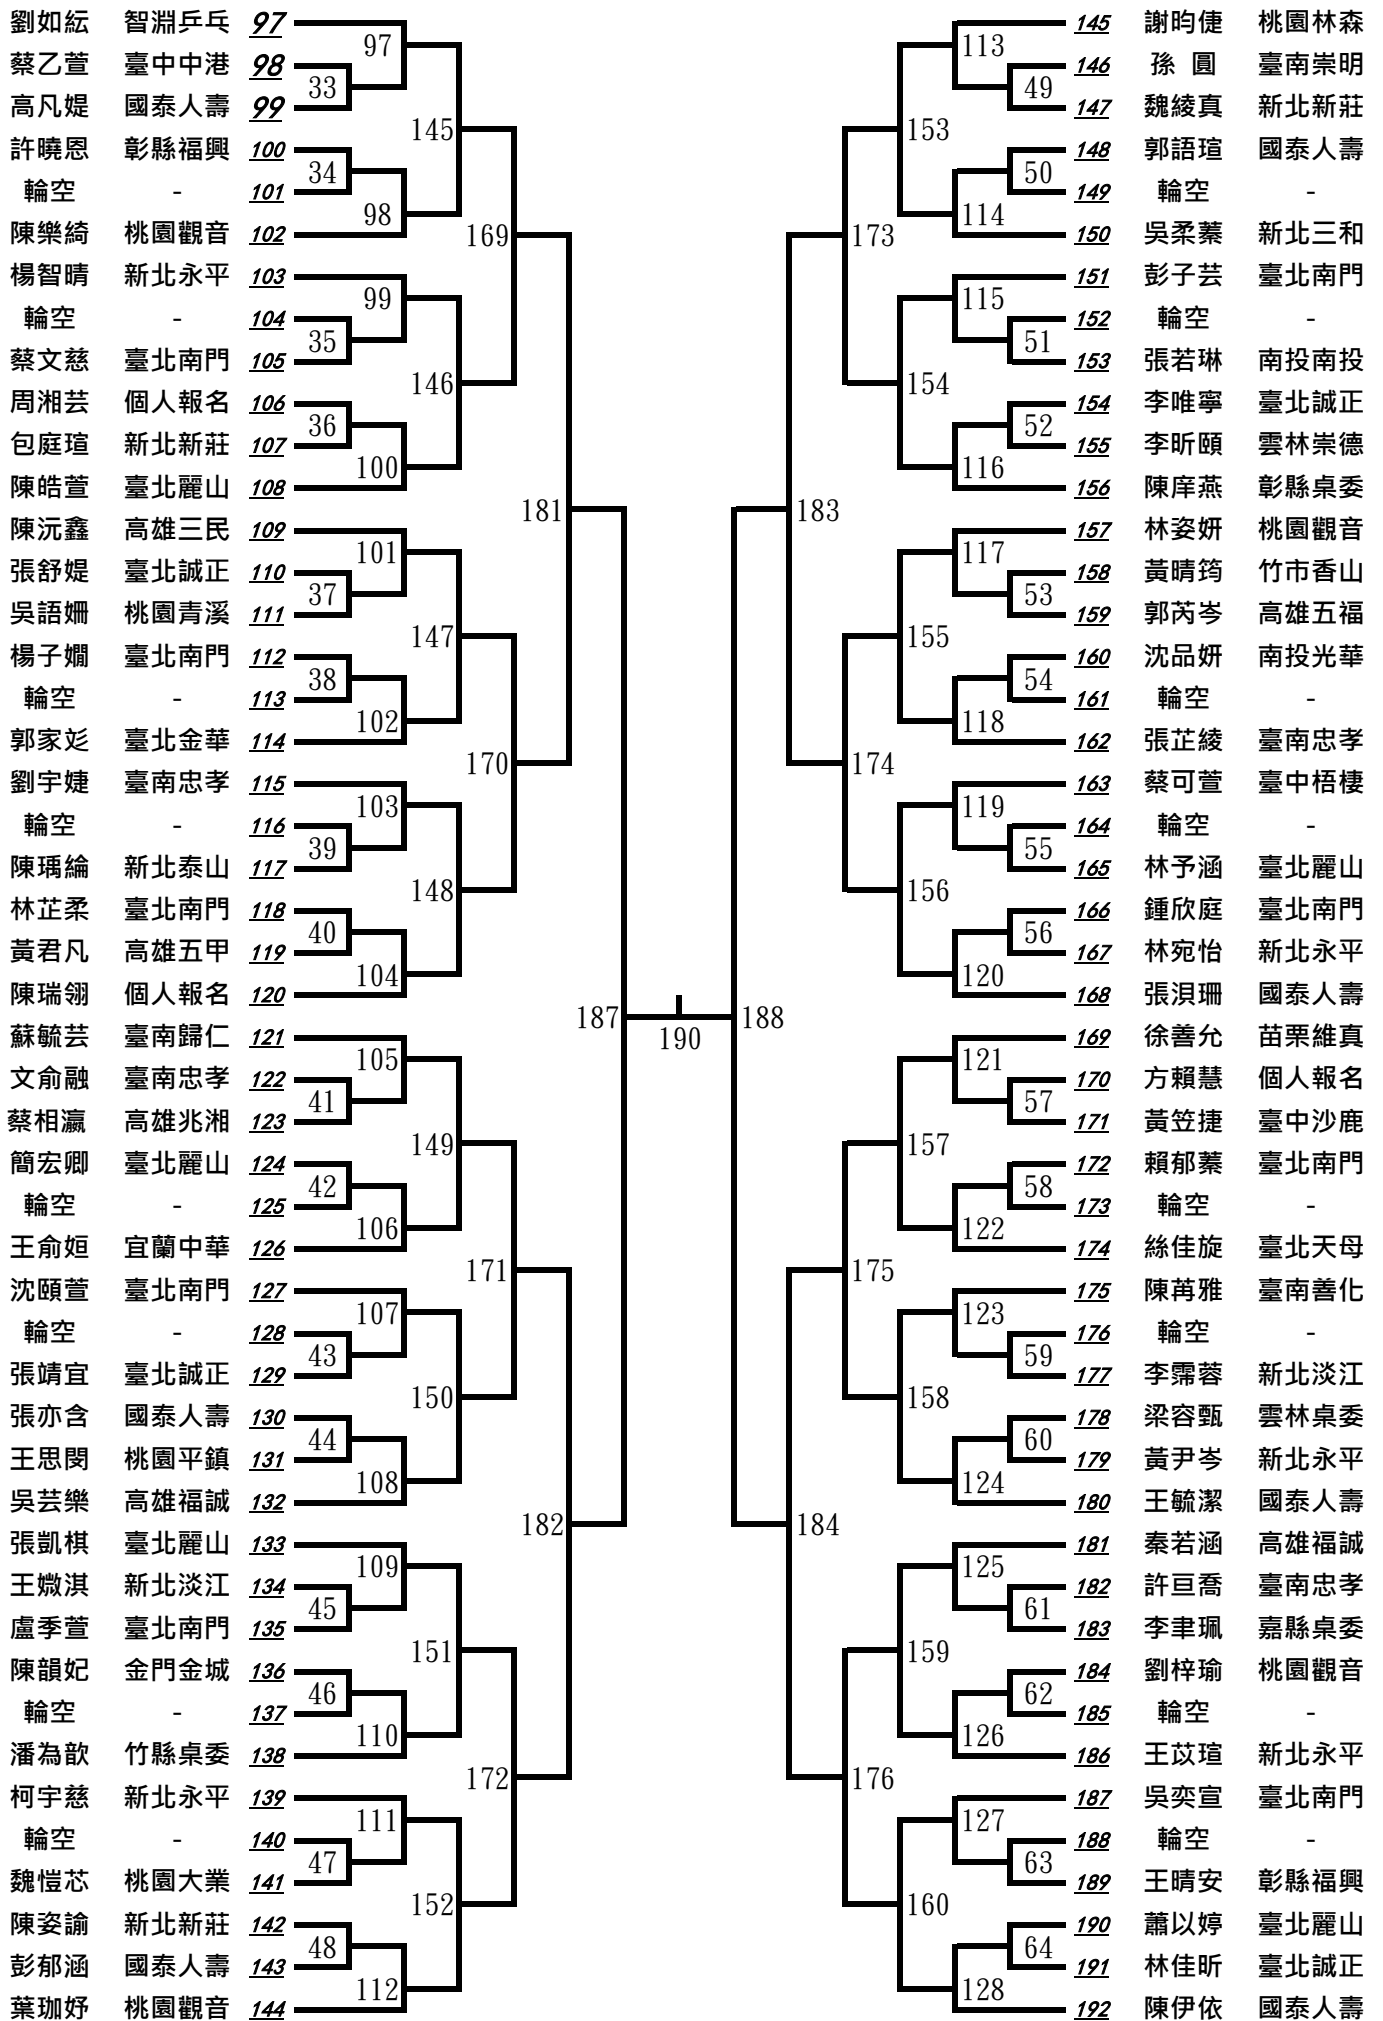 劉如紜 智淵乒乓 97
蔡乙萱 臺中中港 98
高凡媞 國泰人壽 99
許曉恩 彰縣福興 100
輪空 - 101
陳樂綺 桃園觀音 102
楊智晴 新北永平 103
輪空 - 104
蔡文慈 臺北南門 105
周湘芸 個人報名 106
包庭瑄 新北新莊 107
陳皓萱 臺北麗山 108
陳沅鑫 高雄三民 109
張舒媞 臺北誠正 110
吳語姍 桃園青溪 111
楊子嫺 臺北南門 112
輪空 - 113
郭家彣 臺北金華 114
劉宇婕 臺南忠孝 115
輪空 - 116
陳瑀綸 新北泰山 117
林芷柔 臺北南門 118
黃君凡 高雄五甲 119
陳瑞翎 個人報名 120
蘇毓芸 臺南歸仁 121
文俞融 臺南忠孝 122
蔡相瀛 高雄兆湘 123
簡宏卿 臺北麗山 124
輪空 - 125
王俞姮 宜蘭中華 126
沈頤萱 臺北南門 127
輪空 - 128
張靖宜 臺北誠正 129
張亦含 國泰人壽 130
王思閔 桃園平鎮 131
吳芸樂 高雄福誠 132
張凱棋 臺北麗山 133
王媺淇 新北淡江 134
盧季萱 臺北南門 135
陳韻妃 金門金城 136
輪空 - 137
潘為歆 竹縣桌委 138
柯宇慈 新北永平 139
輪空 - 140
魏愷芯 桃園大業 141
陳姿諭 新北新莊 142
彭郁涵 國泰人壽 143
葉珈妤 桃園觀音 144
33
34
35
36
37
38
39
40
41
42
43
44
45
46
47
48
97
98
99
100
101
102
103
104
105
106
107
108
109
110
111
112
145
146
147
148
149
150
151
152
169
170
171
172
181
182
187
190
188
183
184
173
174
175
176
153
154
155
156
157
158
159
160
113
114
115
116
117
118
119
120
121
122
123
124
125
126
127
128
49
50
51
52
53
54
55
56
57
58
59
60
61
62
63
64
145 謝昀倢 桃園林森
146 孫 圓 臺南崇明
147 魏綾真 新北新莊
148 郭語瑄 國泰人壽
149 輪空 -
150 吳柔蓁 新北三和
151 彭子芸 臺北南門
152 輪空 -
153 張若琳 南投南投
154 李唯寧 臺北誠正
155 李昕頤 雲林崇德
156 陳庠燕 彰縣桌委
157 林姿妍 桃園觀音
158 黃晴筠 竹市香山
159 郭芮岑 高雄五福
160 沈品妍 南投光華
161 輪空 -
162 張芷綾 臺南忠孝
163 蔡可萱 臺中梧棲
164 輪空 -
165 林予涵 臺北麗山
166 鍾欣庭 臺北南門
167 林宛怡 新北永平
168 張浿珊 國泰人壽
169 徐善允 苗栗維真
170 方賴慧 個人報名
171 黃笠捷 臺中沙鹿
172 賴郁蓁 臺北南門
173 輪空 -
174 絲佳旋 臺北天母
175 陳苒雅 臺南善化
176 輪空 -
177 李霈蓉 新北淡江
178 梁容甄 雲林桌委
179 黃尹岑 新北永平
180 王毓潔 國泰人壽
181 秦若涵 高雄福誠
182 許亘喬 臺南忠孝
183 李聿珮 嘉縣桌委
184 劉梓瑜 桃園觀音
185 輪空 -
186 王苡瑄 新北永平
187 吳奕宣 臺北南門
188 輪空 -
189 王晴安 彰縣福興
190 蕭以婷 臺北麗山
191 林佳昕 臺北誠正
192 陳伊依 國泰人壽